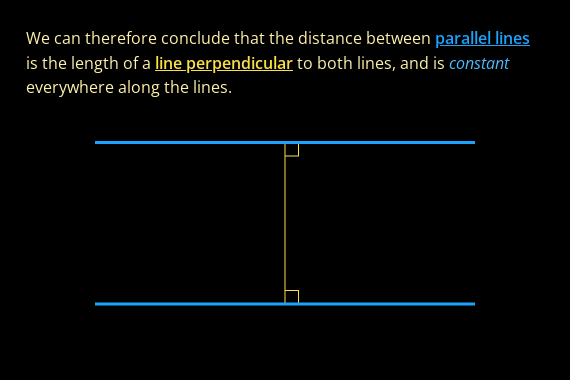 We can therefore conclude that the distance between parallel lines
is the length of a line perpendicular to both lines, and is constant
everywhere along the lines.